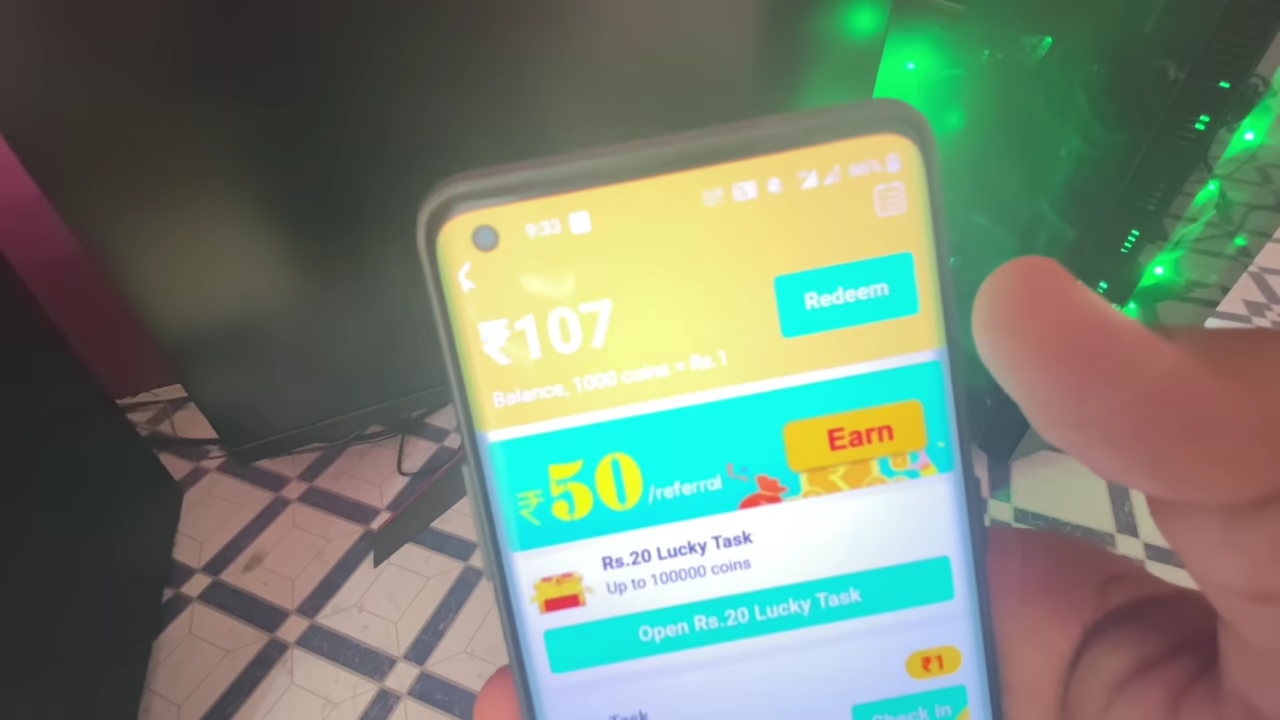 9:33
₹107
Redeem
Balance, 1000 coins = Rs.1
₹50/referral
Earn
Rs.20 Lucky Task
Up to 100000 coins
Open Rs.20 Lucky Task
₹1
Task
Check in